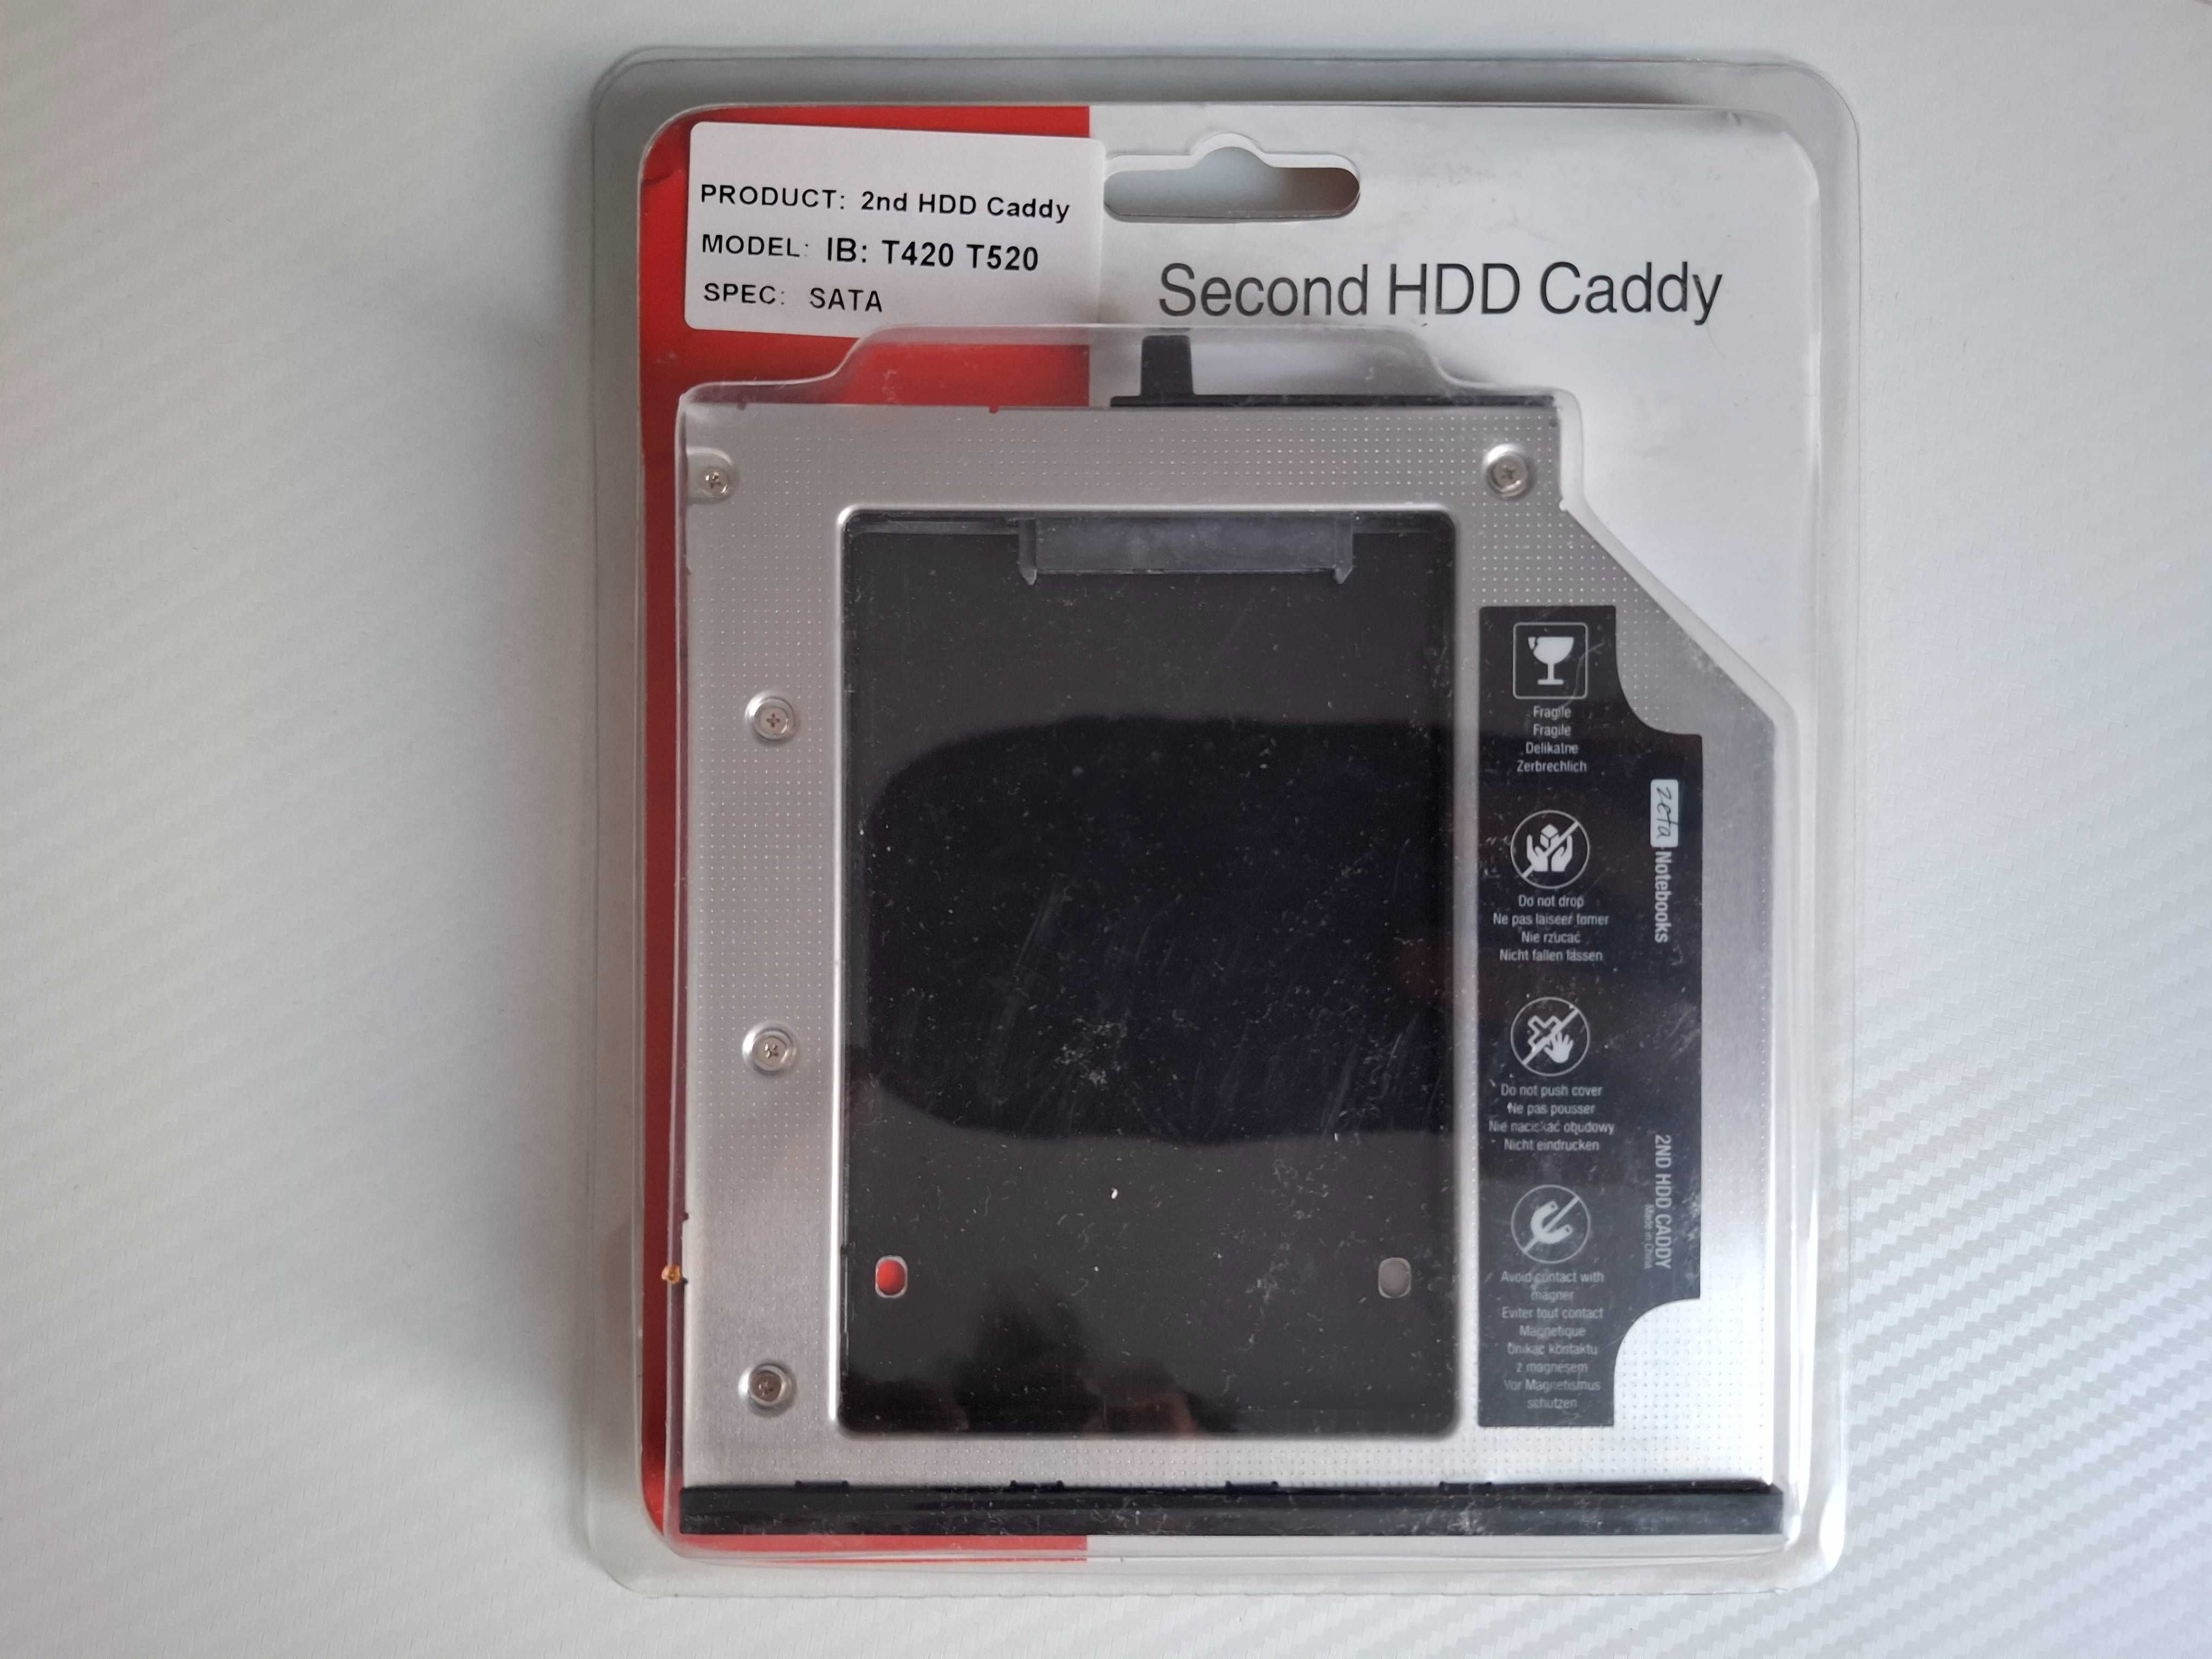 PRODUCT: 2nd HDD Caddy
MODEL: IB: T420 T520
SPEC: SATA
Second HDD Caddy
Fragile
Fragile
Delikatne
Zerbrechlich
Do not drop
Ne pas laiseer tomer
Nie rzucać
Nicht fallen lassen
Do not push cover
Ne pas pousser
Nie naciskać obudowy
Nicht eindrucken
Avoid contact with
magner
Eviter tout contact
Magnetique
Unikac kontaktu
z magnesem
Vor Magnetismus
schutzen
zeta Notebooks
2ND HDD CADDY
Made in China